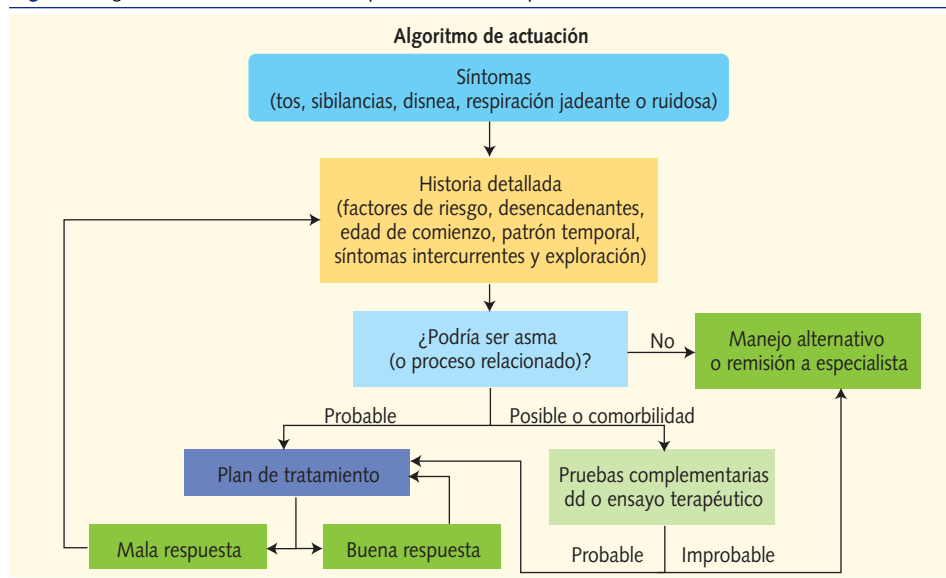 Algoritmo de actuación
Síntomas
(tos, sibilancias, disnea, respiración jadeante o ruidosa)
Historia detallada
(factores de riesgo, desencadenantes,
edad de comienzo, patrón temporal,
síntomas intercurrentes y exploración)
¿Podría ser asma
(o proceso relacionado)?
No
Manejo alternativo
o remisión a especialista
Probable
Posible o comorbilidad
Plan de tratamiento
Pruebas complementarias
dd o ensayo terapéutico
Mala respuesta
Buena respuesta
Probable
Improbable